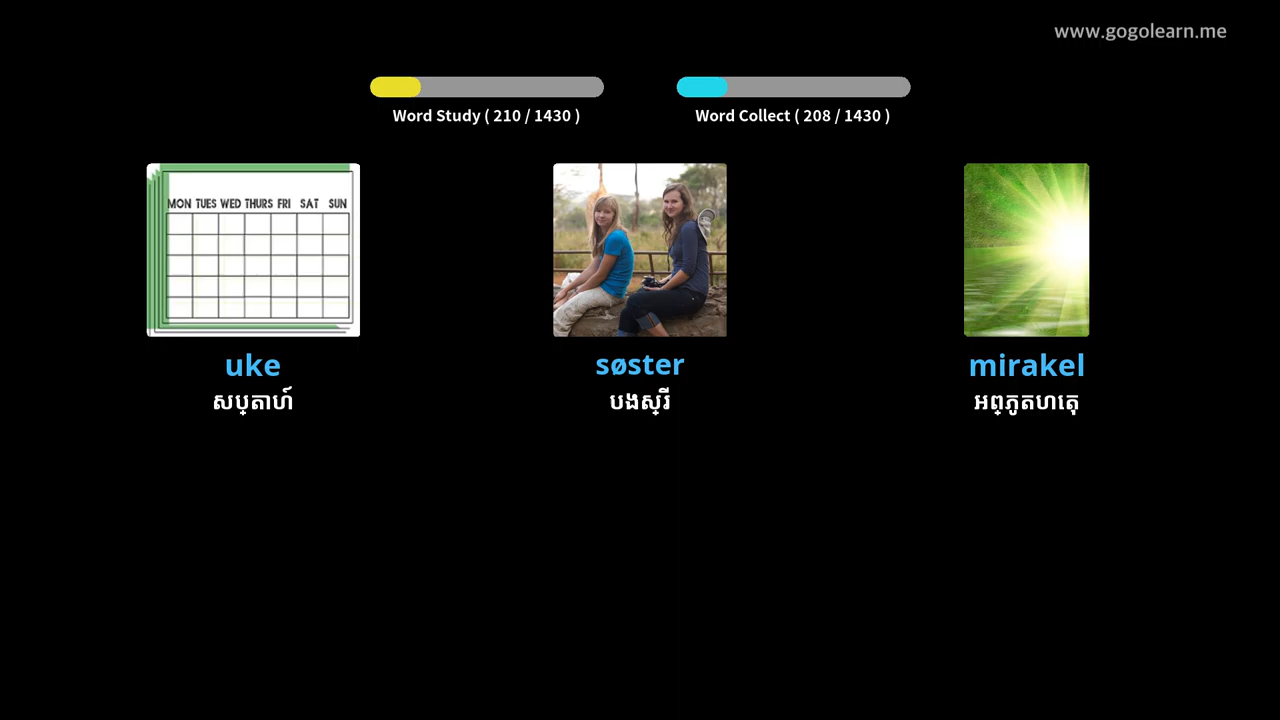 www.gogolearn.me
Word Study ( 210 / 1430 )
Word Collect ( 208 / 1430 )
MON TUES WED THURS FRI SAT SUN
uke
søster
mirakel
សប្តាហ៍
បងស្រី
អព្ភូតហេតុ